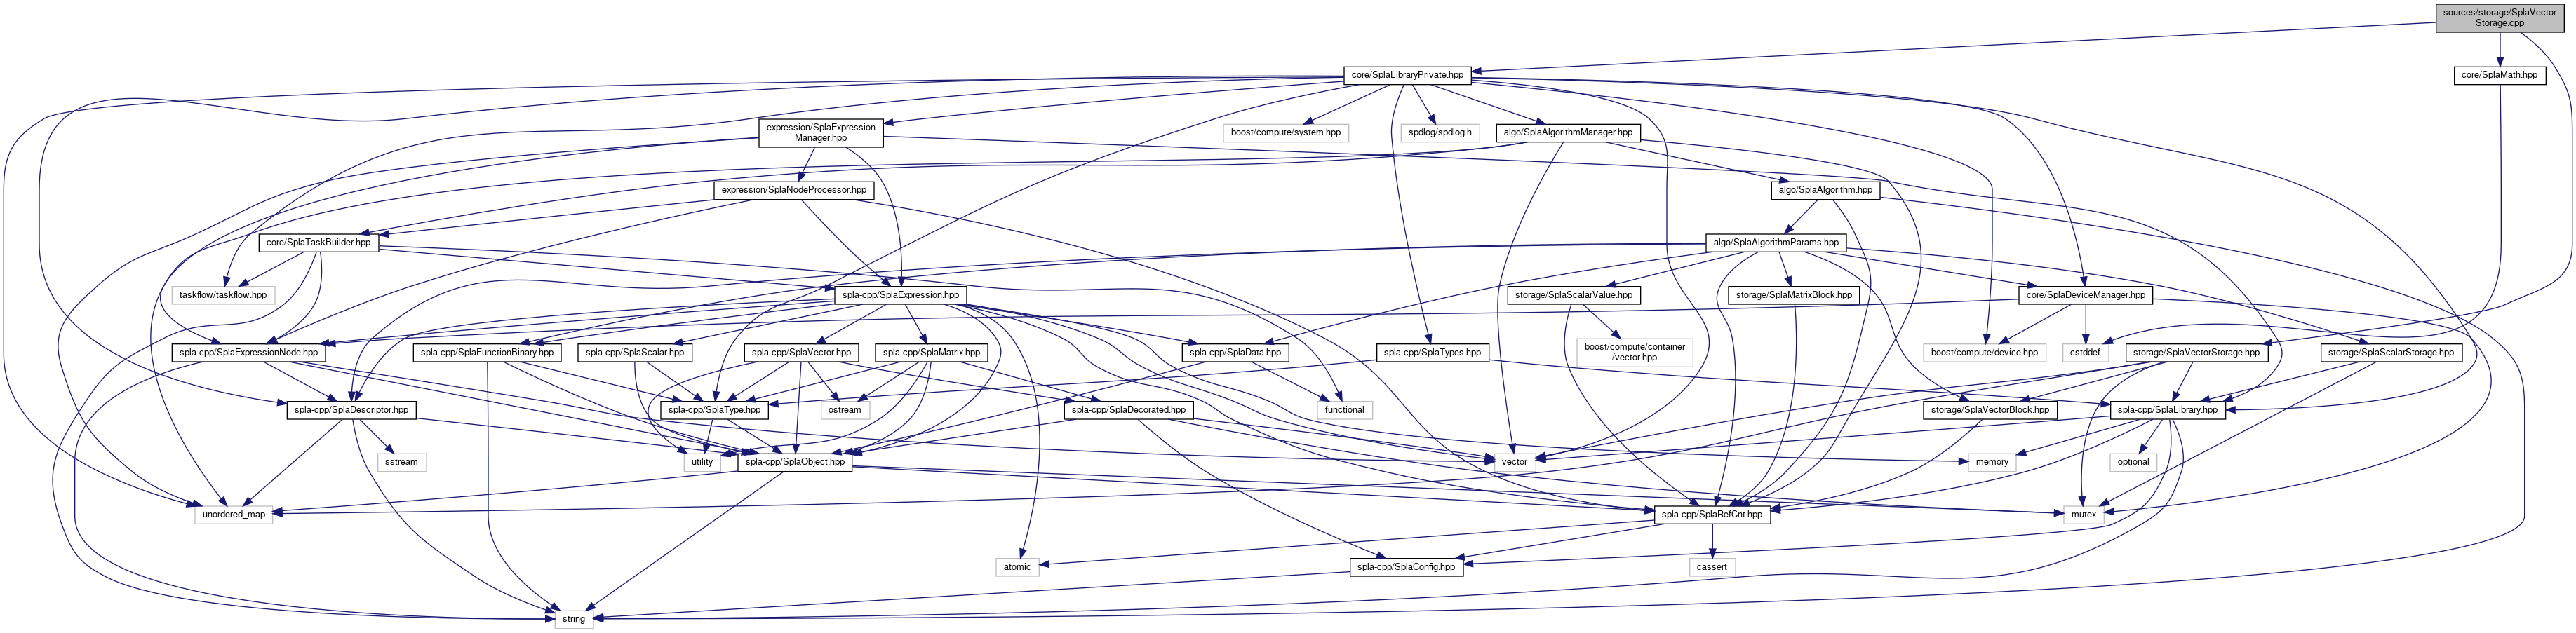 sources/storage/SplaVector
Storage.cpp
core/SplaLibraryPrivate.hpp
core/SplaMath.hpp
expression/SplaExpression
Manager.hpp
boost/compute/system.hpp
spdlog/spdlog.h
algo/SplaAlgorithmManager.hpp
expression/SplaNodeProcessor.hpp
algo/SplaAlgorithm.hpp
core/SplaTaskBuilder.hpp
algo/SplaAlgorithmParams.hpp
taskflow/taskflow.hpp
spla-cpp/SplaExpression.hpp
storage/SplaScalarValue.hpp
storage/SplaMatrixBlock.hpp
core/SplaDeviceManager.hpp
spla-cpp/SplaExpressionNode.hpp
spla-cpp/SplaFunctionBinary.hpp
spla-cpp/SplaScalar.hpp
spla-cpp/SplaVector.hpp
spla-cpp/SplaMatrix.hpp
spla-cpp/SplaData.hpp
spla-cpp/SplaTypes.hpp
boost/compute/container
/vector.hpp
boost/compute/device.hpp
cstddef
storage/SplaVectorStorage.hpp
storage/SplaScalarStorage.hpp
spla-cpp/SplaDescriptor.hpp
spla-cpp/SplaType.hpp
ostream
spla-cpp/SplaDecorated.hpp
functional
storage/SplaVectorBlock.hpp
spla-cpp/SplaLibrary.hpp
sstream
utility
spla-cpp/SplaObject.hpp
vector
memory
optional
unordered_map
spla-cpp/SplaRefCnt.hpp
mutex
atomic
spla-cpp/SplaConfig.hpp
cassert
string